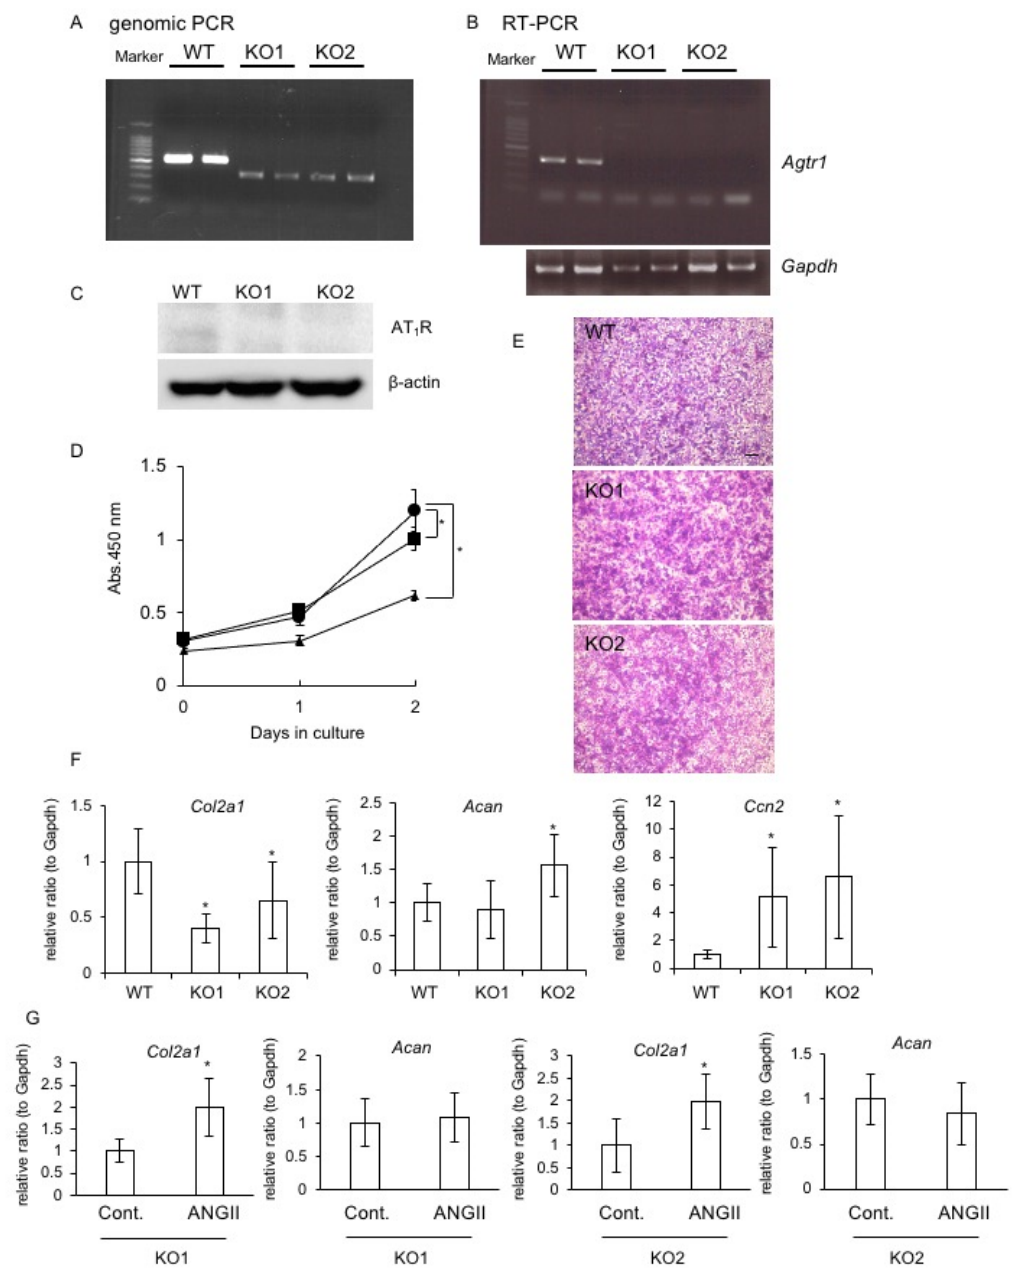 A genomic PCR
Marker WT KO1 KO2
B RT-PCR
Marker WT KO1 KO2
Agtr1
Gapdh
C
WT KO1 KO2
AT₁R
β-actin
D
1.5
1
0.5
0
Abs.450 nm
*
*
0 1 2
Days in culture
E
WT
KO1
KO2
F
relative ratio (to Gapdh)
Col2a1
1.5
1
0.5
0
*
*
WT KO1 KO2
relative ratio (to Gapdh)
Acan
2.5
2
1.5
1
0.5
0
*
WT KO1 KO2
relative ratio (to Gapdh)
Ccn2
12
10
8
6
4
2
0
*
*
WT KO1 KO2
G
relative ratio (to Gapdh)
Col2a1
3
2.5
2
1.5
1
0.5
0
*
Cont. ANGII
KO1
relative ratio (to Gapdh)
Acan
2
1.5
1
0.5
0
Cont. ANGII
KO1
relative ratio (to Gapdh)
Col2a1
3
2.5
2
1.5
1
0.5
0
*
Cont. ANGII
KO2
relative ratio (to Gapdh)
Acan
1.5
1
0.5
0
Cont. ANGII
KO2